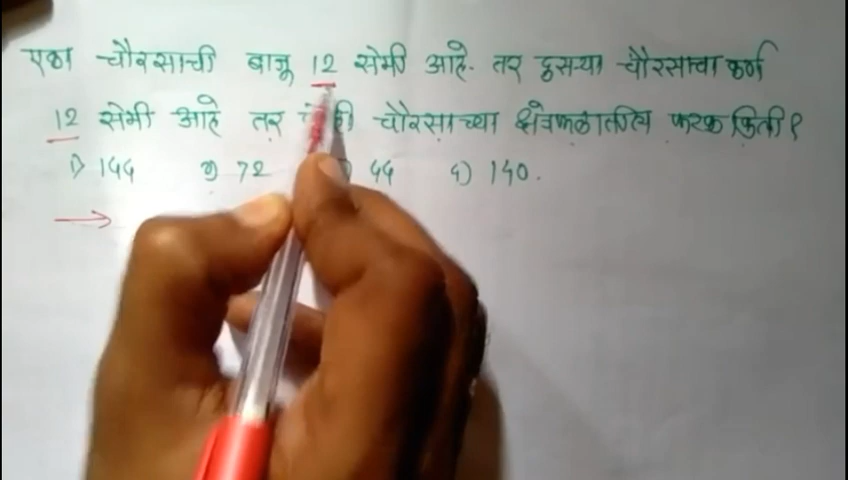 एका चौरसाची बाजू 12 सेमी आहे. तर दुसऱ्या चौरसाचा कर्ण
12 सेमी आहे तर चौरसाच्या क्षेत्रफळातील फरक किती ?
1) 144 2) 72 44 4) 140.